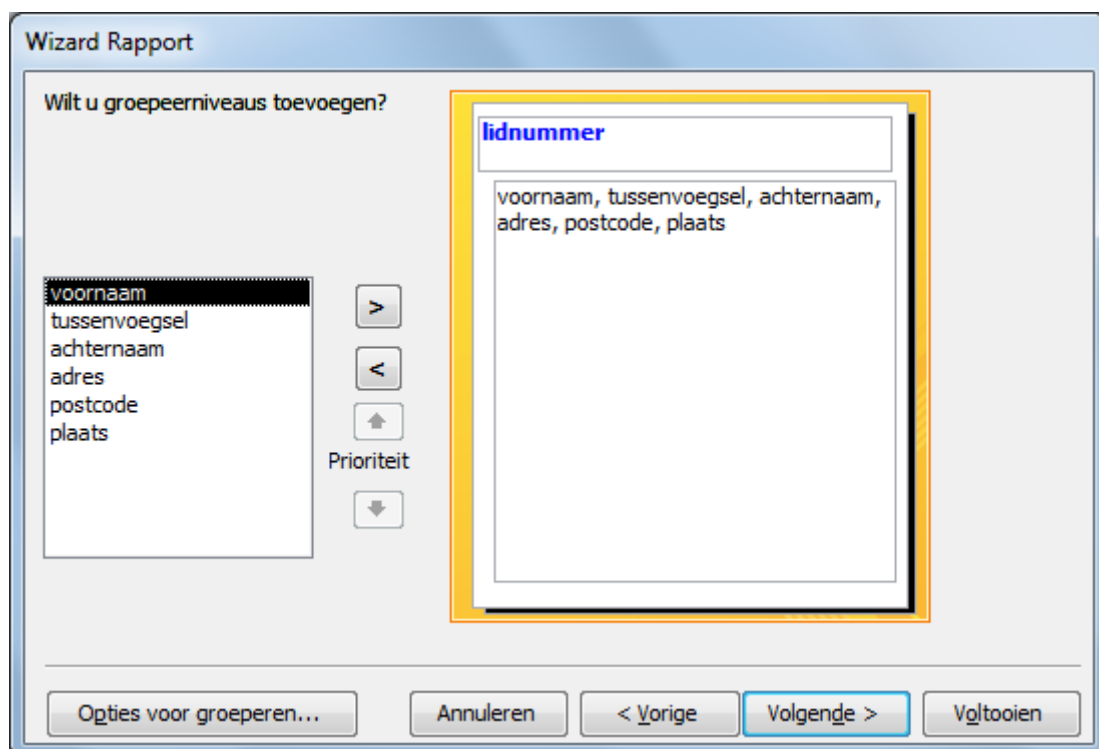 Wizard Rapport
Wilt u groepeerniveaus toevoegen?
lidnummer
voornaam, tussenvoegsel, achternaam,
adres, postcode, plaats
voornaam
tussenvoegsel
achternaam
adres
postcode
plaats
>
<
Prioriteit
Opties voor groeperen...
Annuleren
< Vorige
Volgende >
Voltooien